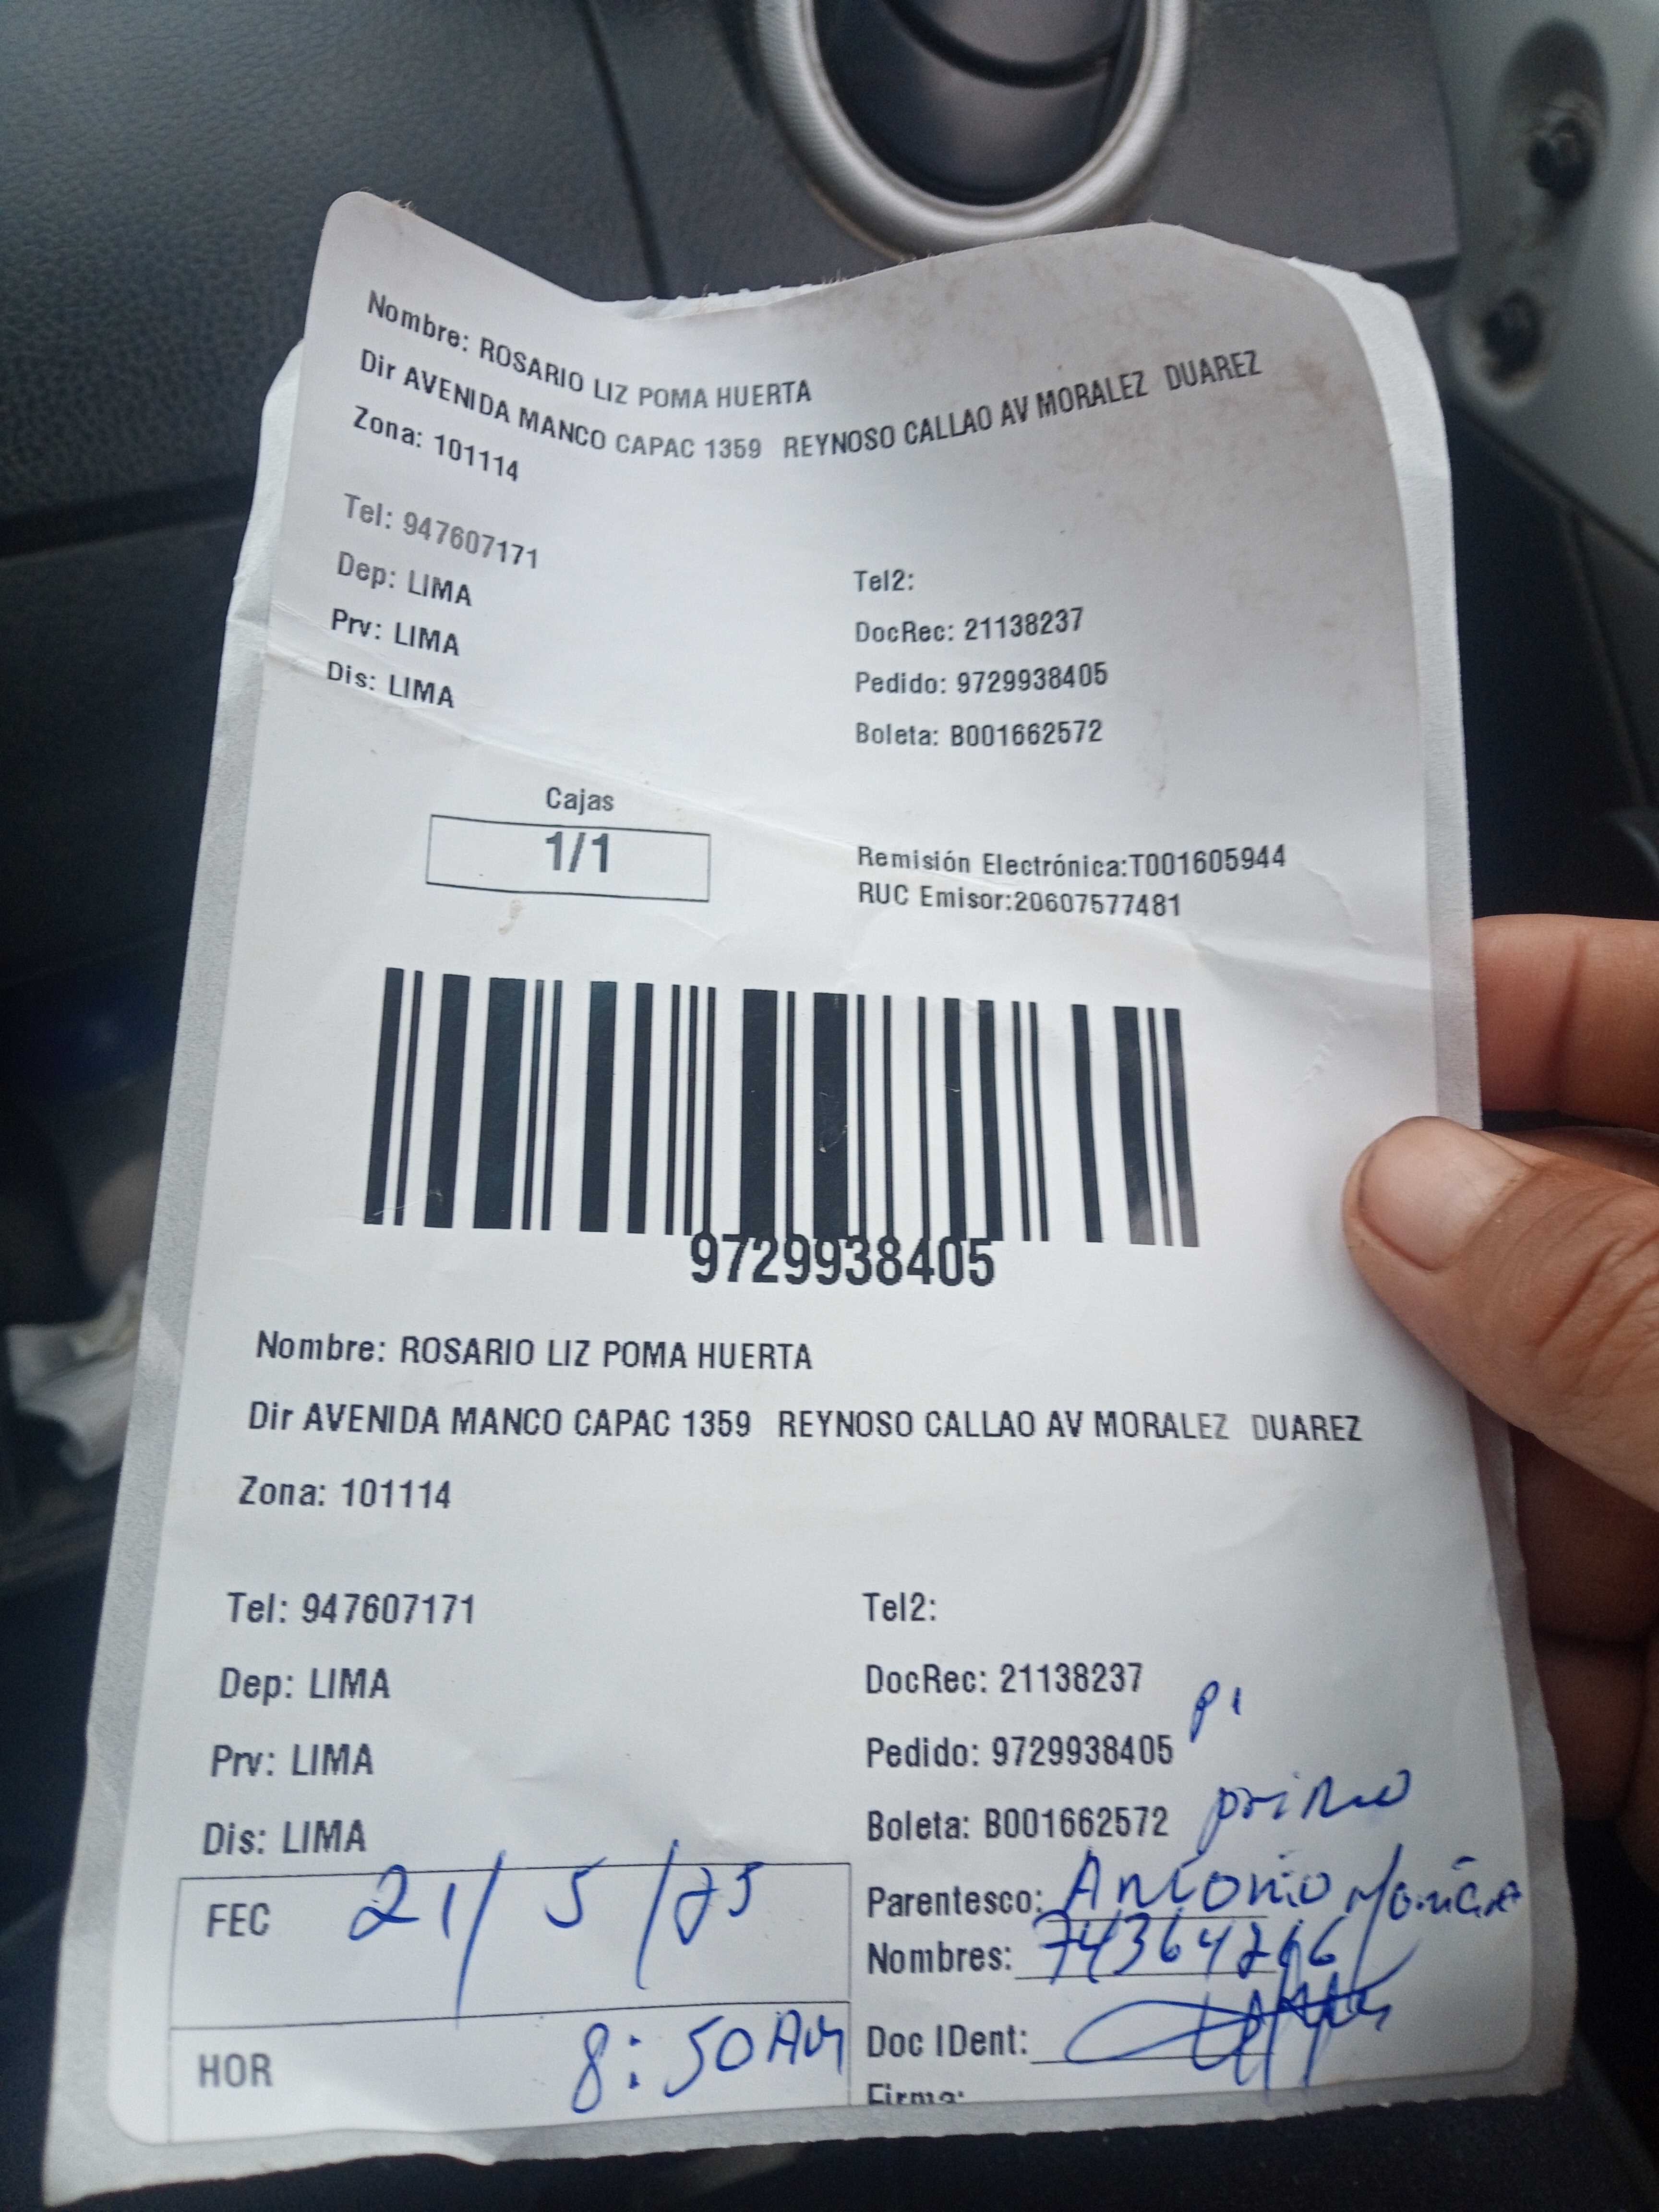 Nombre: ROSARIO LIZ POMA HUERTA
Dir AVENIDA MANCO CAPAC 1359 REYNOSO CALLAO AV MORALEZ DUAREZ
Zona: 101114
Tel: 947607171
Tel2:
Dep: LIMA
DocRec: 21138237
Prv: LIMA
Pedido: 9729938405
Dis: LIMA
Boleta: B001662572
Cajas
1/1
Remisión Electrónica:T001605944
RUC Emisor:20607577481
9729938405
Nombre: ROSARIO LIZ POMA HUERTA
Dir AVENIDA MANCO CAPAC 1359 REYNOSO CALLAO AV MORALEZ DUAREZ
Zona: 101114
Tel: 947607171
Tel2:
Dep: LIMA
DocRec: 21138237
Prv: LIMA
Pedido: 9729938405
Dis: LIMA
Boleta: B001662572
primo
FEC 21/5/25
Parentesco: Antonio
Nombres:
HOR 8:50 AM
Doc IDent:
Firma: